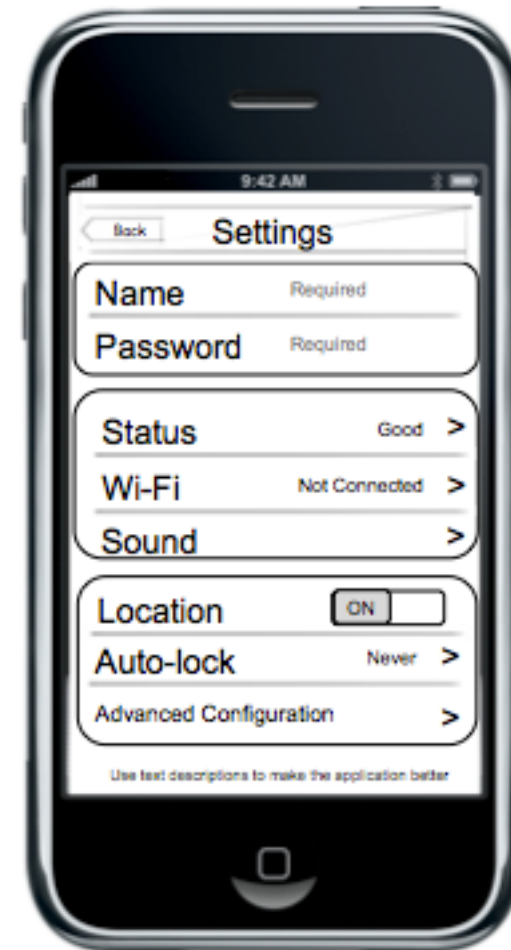 9:42 AM
Back Settings
Name Required
Password Required
Status Good >
Wi-Fi Not Connected >
Sound >
Location ON
Auto-lock Never >
Advanced Configuration >
Use text descriptions to make the application better